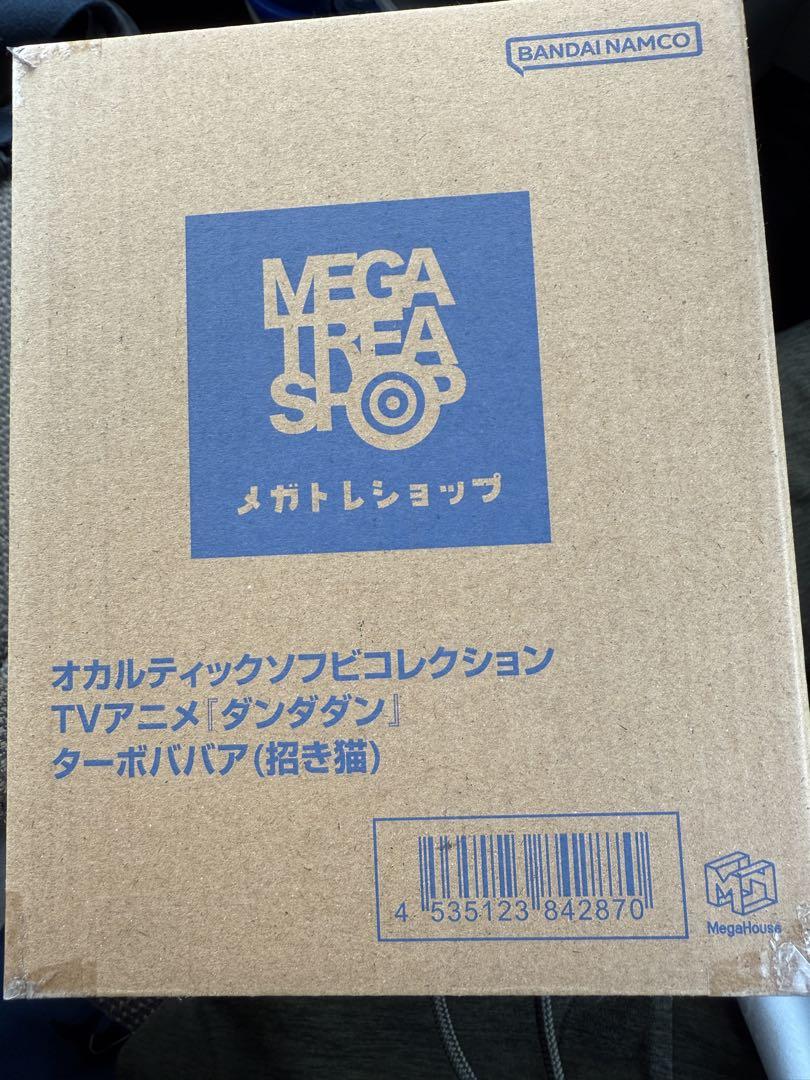 BANDAI NAMCO
MEGA
TREA
SHOP
メガトレショップ
オカルティックソフビコレクション
TVアニメ『ダンダダン』
ターボババア(招き猫)
4 535123 842870
MegaHouse